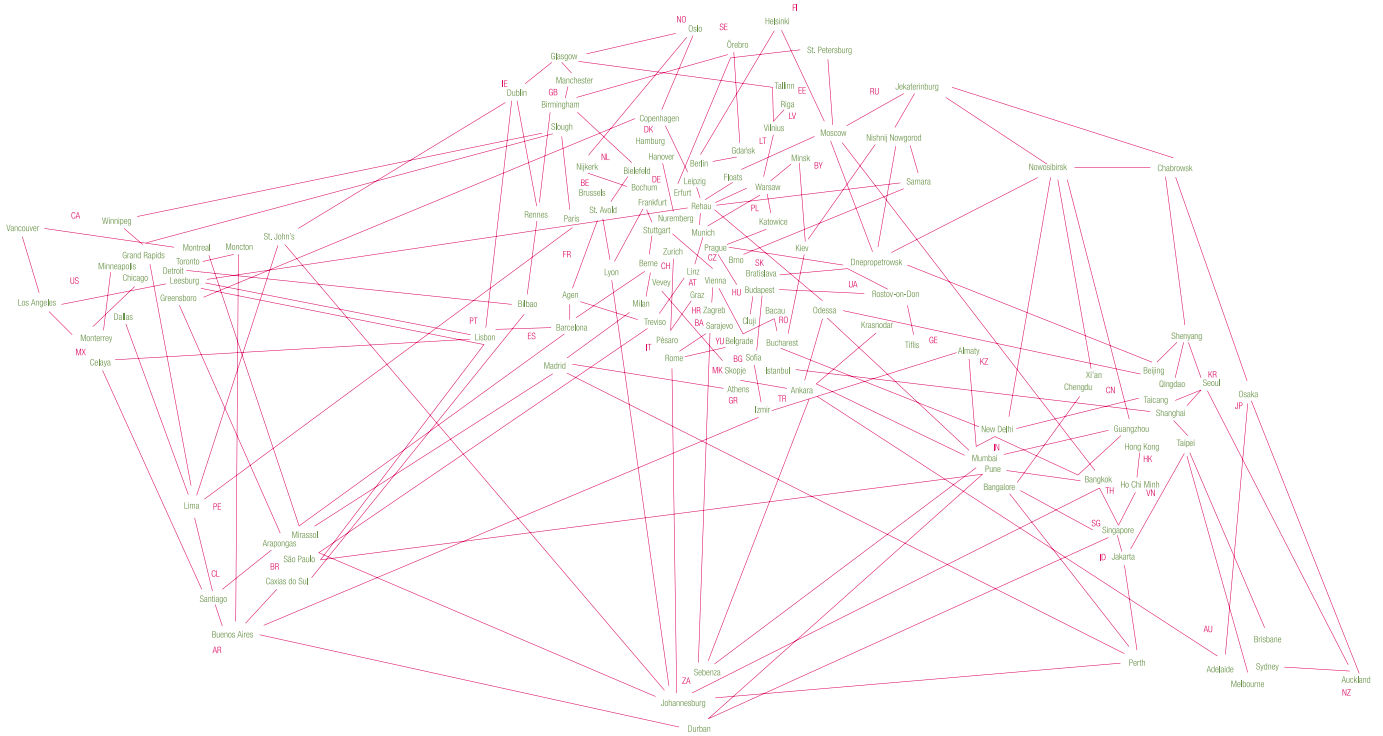 FI
NO
Helsinki
SE
Oslo
Örebro
St. Petersburg
Glasgow
Manchester
IE
Tallinn
EE
Jekaterinburg
RU
Dublin
GB
Birmingham
Riga
LV
Copenhagen
Slough
DK
Vilnius
Moscow
Hamburg
LT
Nishnij Nowgorod
Gdańsk
NL
Hanover
Berlin
Minsk
BY
Nijkerk
Bielefeld
Nowosibirsk
Chabrowsk
BE
DE
Leipzig
Floats
Samara
Brussels
Bochum
Erfurt
Warsaw
Frankfurt
Rehau
PL
CA
Winnipeg
St. Avold
Rennes
Paris
Nuremberg
Katowice
Vancouver
Moncton
St. John's
Stuttgart
Munich
Montreal
Grand Rapids
FR
Zurich
Prague
Kiev
Toronto
CZ
Brno
SK
Dnepropetrovsk
Minneapolis
Detroit
Berne
CH
Lyon
Linz
Bratislava
US
Chicago
Leesburg
Vevey
AT
Vienna
UA
Greensboro
Agen
Graz
HU
Budapest
Rostov-on-Don
Los Angeles
Bilbao
Milan
HR
Zagreb
Bacau
Odessa
Dallas
PT
Treviso
BA
Cluj
RO
Krasnodar
Barcelona
Sarajevo
Monterrey
Lisbon
ES
Pésaro
YU
Belgrade
Bucharest
Tiflis
GE
Shenyang
MX
IT
Rome
BG
Sofia
Almaty
KZ
Celaya
Madrid
MK
Skopje
Istanbul
Beijing
Xi'an
KR
Athens
Ankara
Chengdu
CN
Qingdao
Seoul
GR
TR
Taicang
Osaka
Izmir
Shanghai
JP
New Delhi
Guangzhou
IN
Hong Kong
Taipei
Mumbai
HK
Pune
Bangkok
Ho Chi Minh
Bangalore
TH
VN
Lima
PE
SG
Singapore
Mirassol
Arapongas
São Paulo
ID
Jakarta
CL
BR
Caxias do Sul
Santiago
Buenos Aires
AU
Brisbane
AR
Perth
Adelaide
Sydney
Sebenza
ZA
Melbourne
Auckland
NZ
Johannesburg
Durban